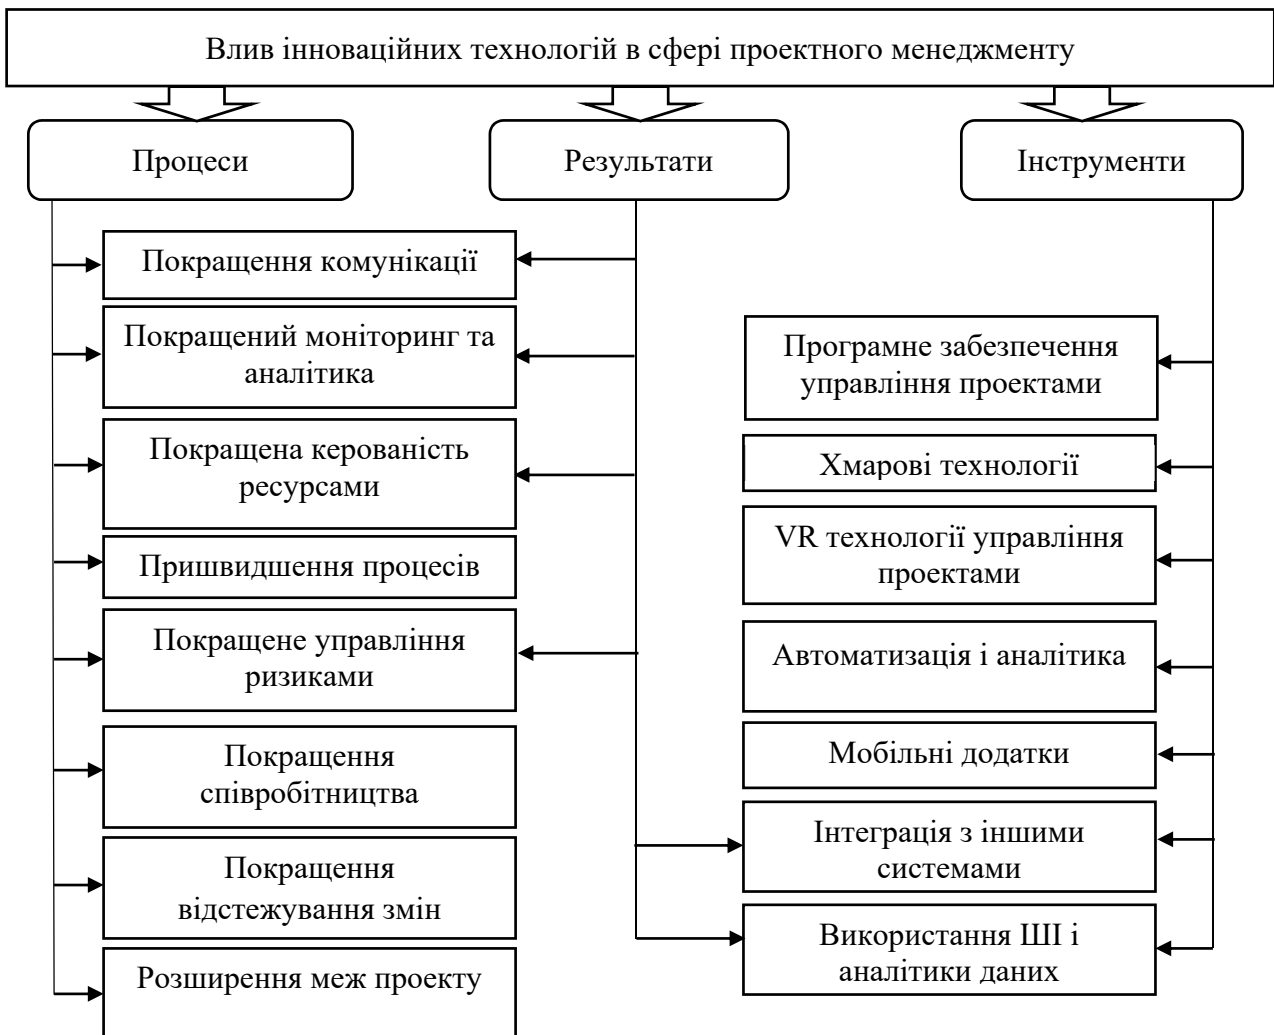 Влив інноваційних технологій в сфері проектного менеджменту
Процеси
Результати
Інструменти
Покращення комунікації
Покращений моніторинг та
аналітика
Покращена керованість
ресурсами
Пришвидшення процесів
Покращене управління
ризиками
Покращення
співробітництва
Покращення
відстежування змін
Розширення меж проекту
Програмне забезпечення
управління проектами
Хмарові технології
VR технології управління
проектами
Автоматизація і аналітика
Мобільні додатки
Інтеграція з іншими
системами
Використання ШІ і
аналітики даних